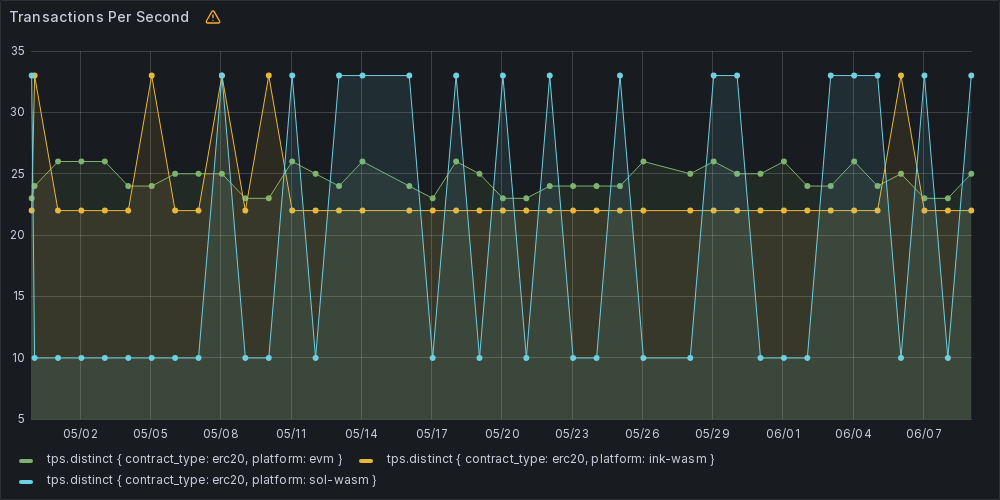 Transactions Per Second
35
30
25
20
15
10
5
05/02 05/05 05/08 05/11 05/14 05/17 05/20 05/23 05/26 05/29 06/01 06/04 06/07
tps.distinct { contract_type: erc20, platform: evm } tps.distinct { contract_type: erc20, platform: ink-wasm }
tps.distinct { contract_type: erc20, platform: sol-wasm }